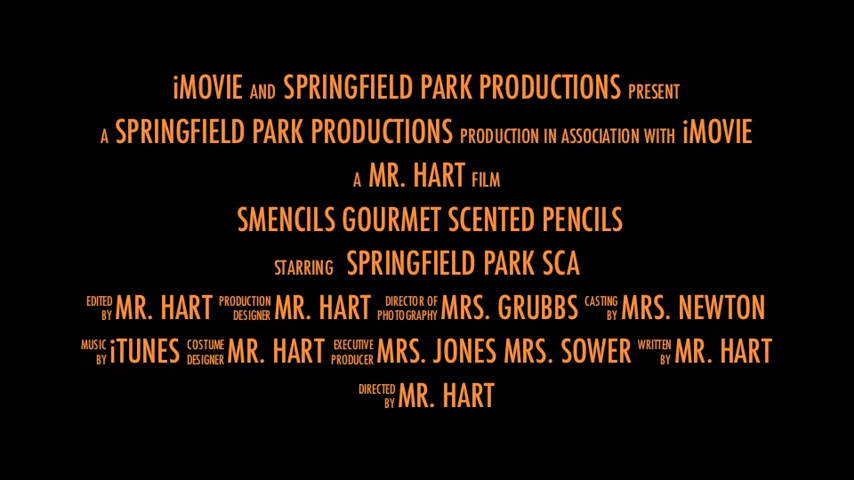 iMOVIE AND SPRINGFIELD PARK PRODUCTIONS PRESENT
A SPRINGFIELD PARK PRODUCTIONS PRODUCTION IN ASSOCIATION WITH iMOVIE
A MR. HART FILM
SMENCILS GOURMET SCENTED PENCILS
STARRING SPRINGFIELD PARK SCA
EDITED BY MR. HART PRODUCTION DESIGNER MR. HART DIRECTOR OF PHOTOGRAPHY MRS. GRUBBS CASTING BY MRS. NEWTON
MUSIC BY iTUNES COSTUME DESIGNER MR. HART EXECUTIVE PRODUCER MRS. JONES MRS. SOWER WRITTEN BY MR. HART
DIRECTED BY MR. HART